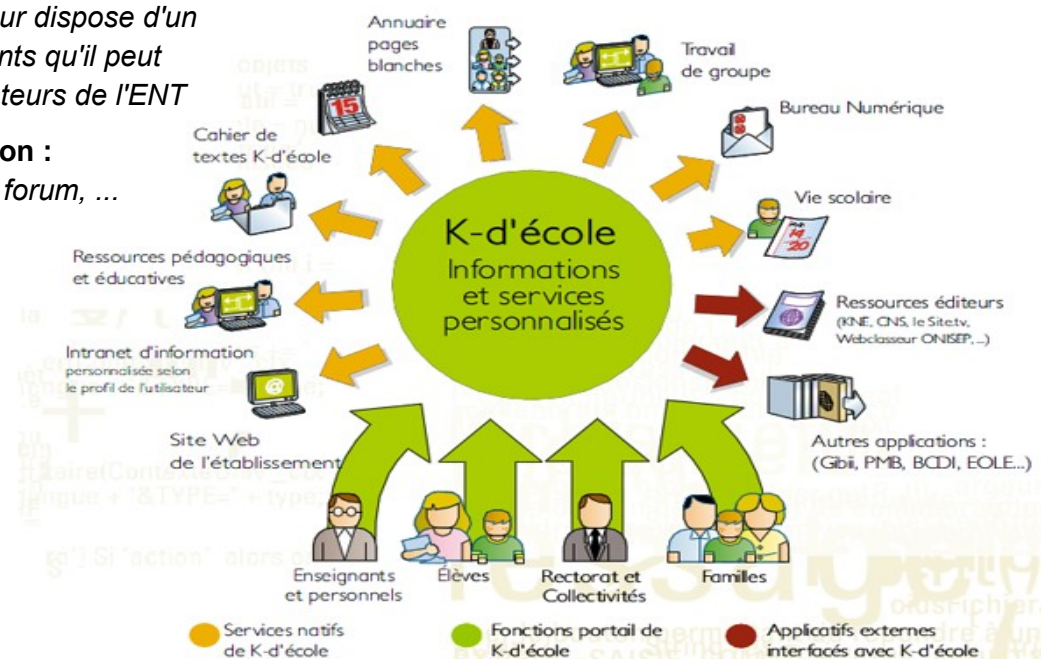 ur dispose d'un
nts qu'il peut
teurs de l'ENT
on :
forum, ...
Annuaire
pages
blanches
Travail
de groupe
Bureau Numérique
Cahier de
textes K-d'école
Vie scolaire
Ressources pédagogiques
et éducatives
K-d'école
Informations
et services
personnalisés
Ressources éditeurs
(KNE, CNS, le Site.tv,
Webclasseur ONISEP, ...)
Intranet d'information
personnalisée selon
le profil de l'utilisateur
Site Web
de l'établissement
Autres applications :
(Gibii, PMB, BCDI, EOLE...)
Enseignants
et personnels
Élèves
Rectorat et
Collectivités
Familles
Services natifs
de K-d'école
Fonctions portail de
K-d'école
Applicatifs externes
interfacés avec K-d'école